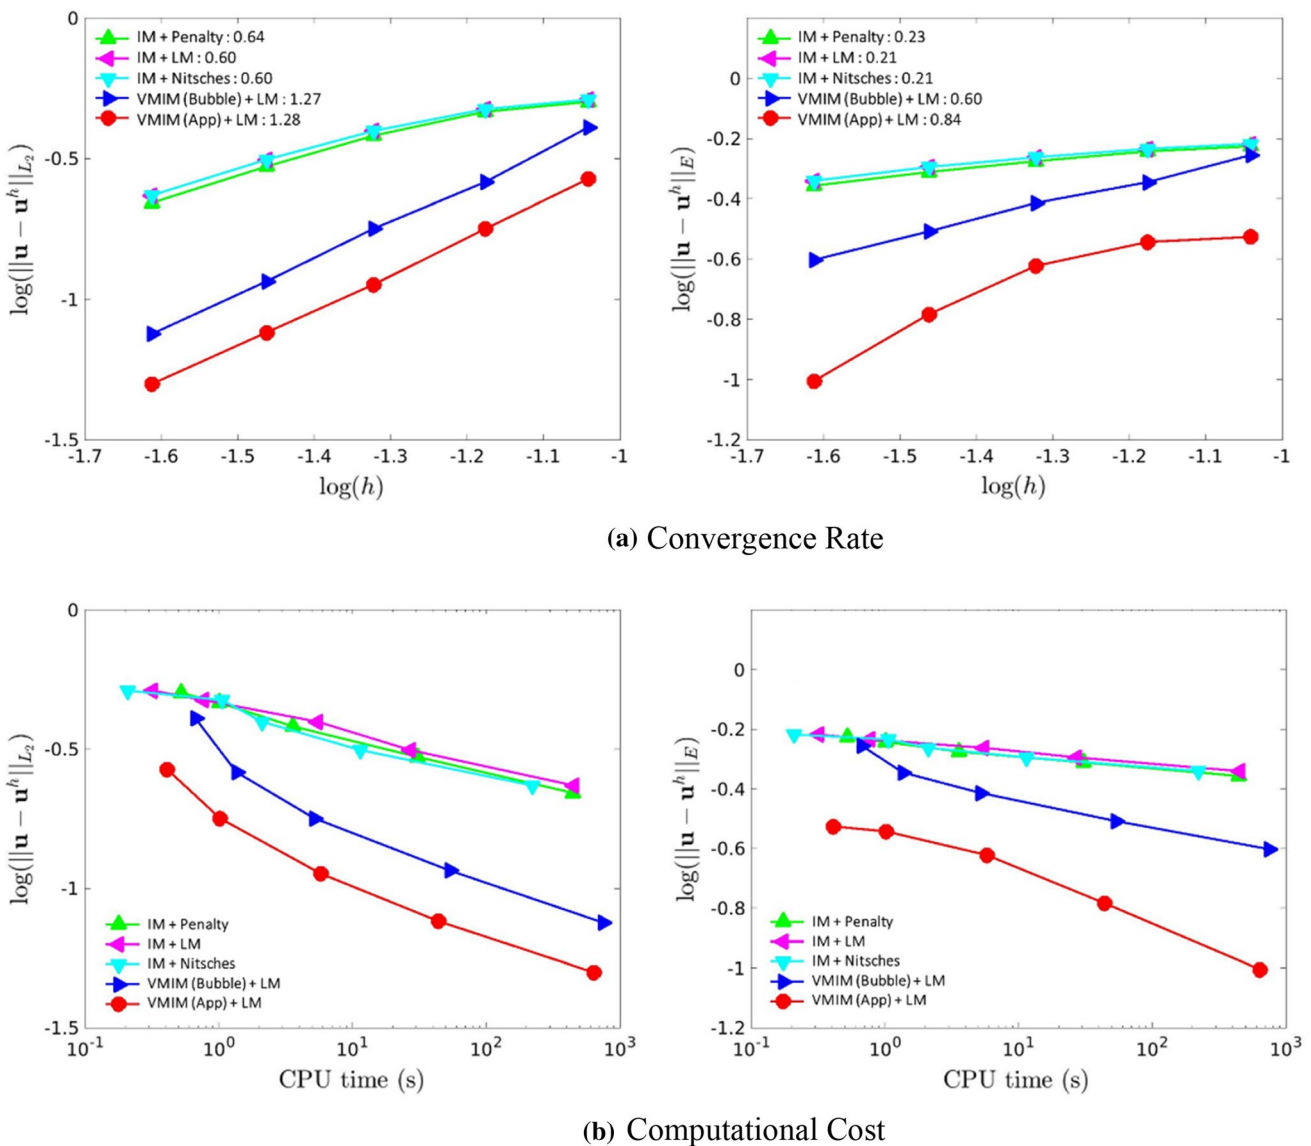 0
-0.5
-1
-1.5
-1.7
-1.6
-1.5
-1.4
-1.3
-1.2
-1.1
-1
log(h)
log(||u − u^h||_{L_2})
IM + Penalty : 0.64
IM + LM : 0.60
IM + Nitsches : 0.60
VMIM (Bubble) + LM : 1.27
VMIM (App) + LM : 1.28
0
-0.2
-0.4
-0.6
-0.8
-1
-1.2
-1.7
-1.6
-1.5
-1.4
-1.3
-1.2
-1.1
-1
log(h)
log(||u − u^h||_E)
IM + Penalty : 0.23
IM + LM : 0.21
IM + Nitsches : 0.21
VMIM (Bubble) + LM : 0.60
VMIM (App) + LM : 0.84
(a) Convergence Rate
0
-0.5
-1
-1.5
10^-1
10^0
10^1
10^2
10^3
CPU time (s)
log(||u − u^h||_{L_2})
IM + Penalty
IM + LM
IM + Nitsches
VMIM (Bubble) + LM
VMIM (App) + LM
0
-0.2
-0.4
-0.6
-0.8
-1
-1.2
10^-1
10^0
10^1
10^2
10^3
CPU time (s)
log(||u − u^h||_E)
IM + Penalty
IM + LM
IM + Nitsches
VMIM (Bubble) + LM
VMIM (App) + LM
(b) Computational Cost